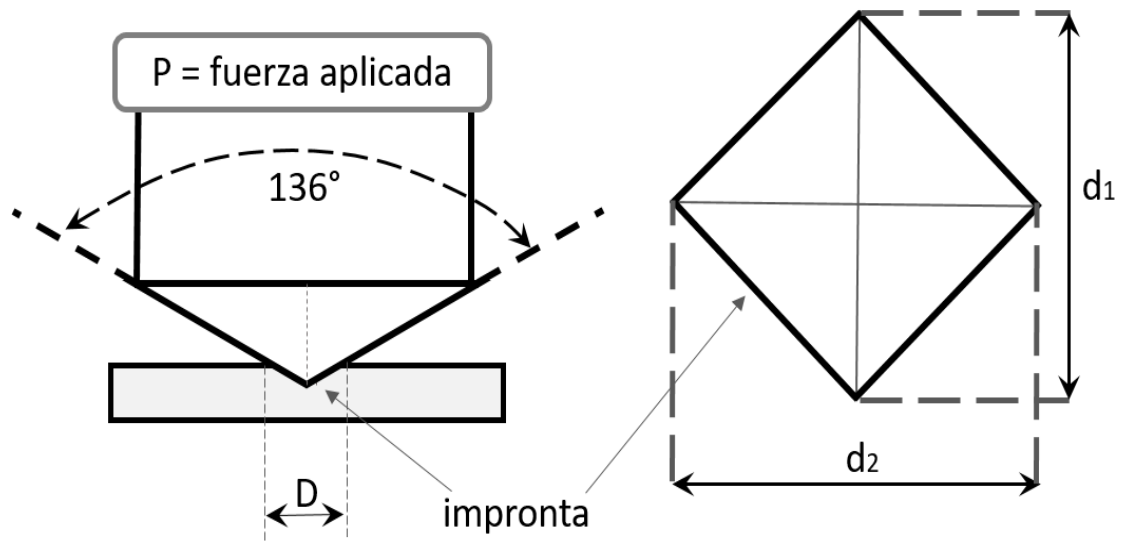 P = fuerza aplicada
136°
d1
d2
D
impronta